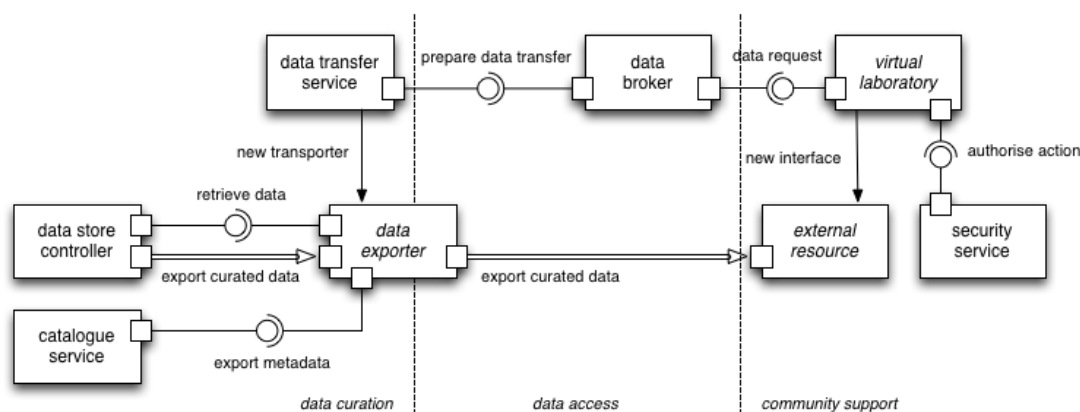 data transfer
service
prepare data transfer
data
broker
data request
virtual
laboratory
new transporter
new interface
authorise action
retrieve data
data store
controller
data
exporter
external
resource
security
service
export curated data
export curated data
catalogue
service
export metadata
data curation
data access
community support